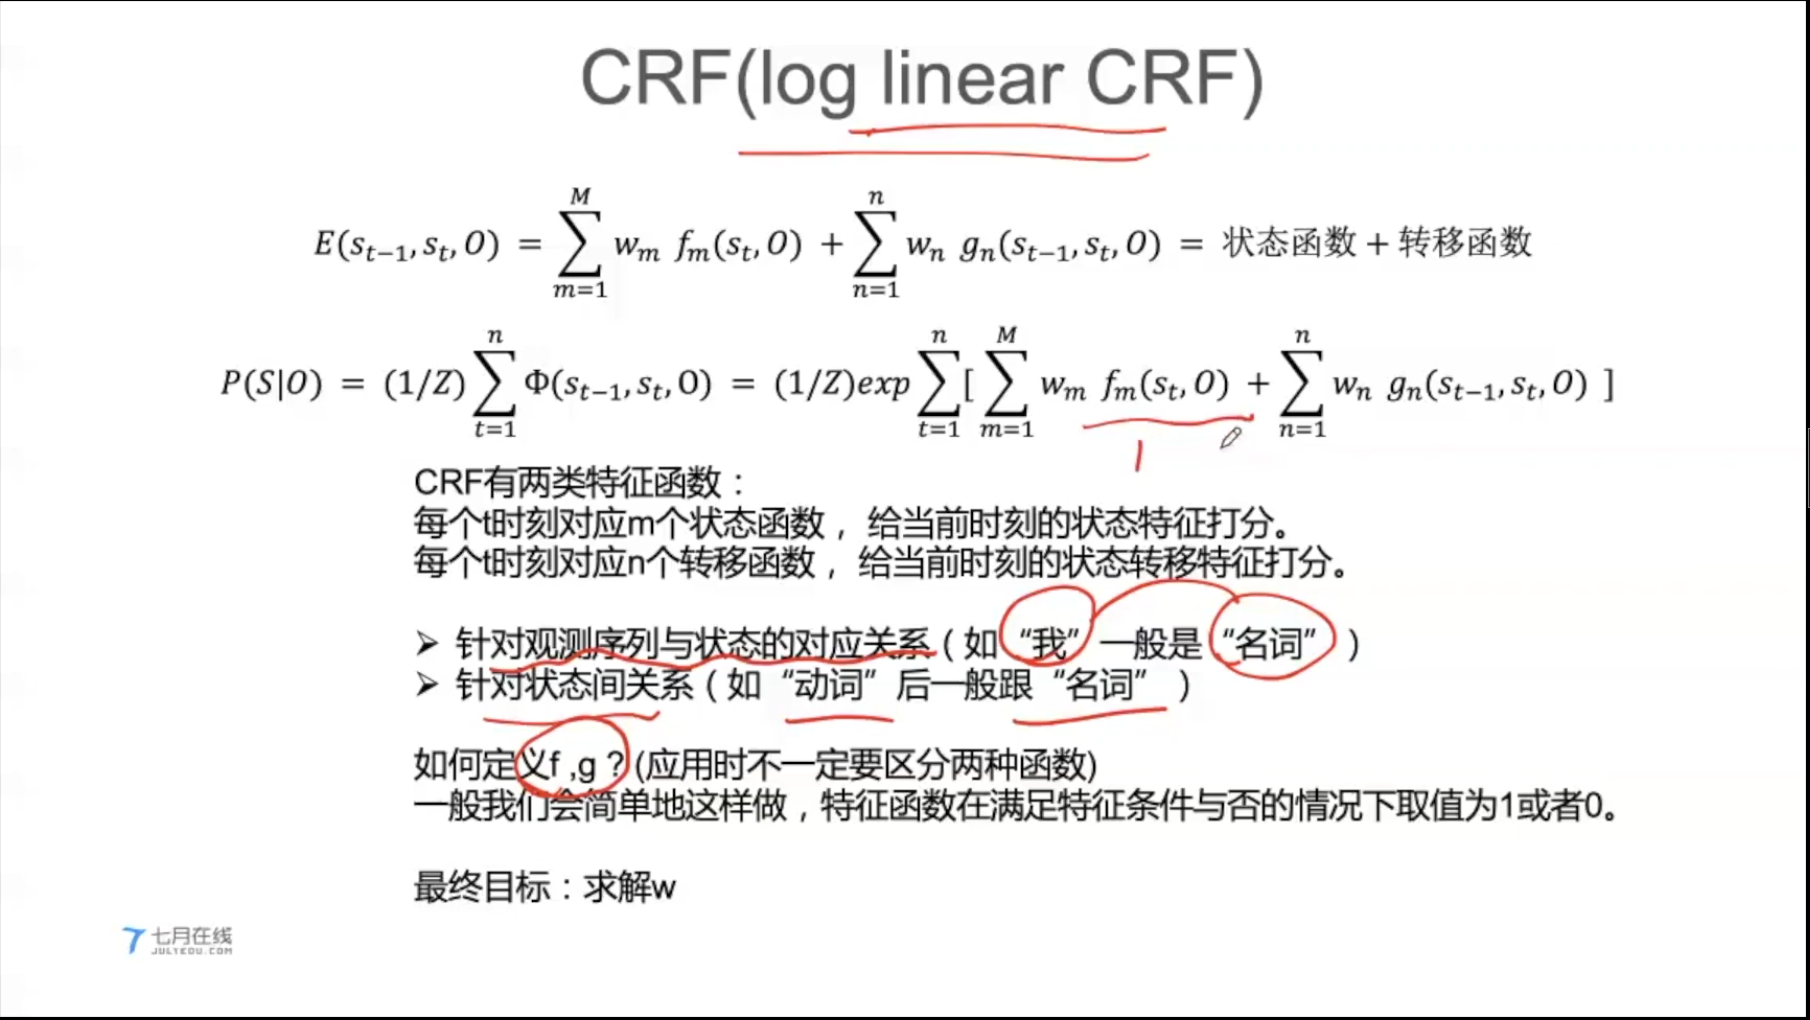 CRF(log linear CRF)
E(s_{t-1}, s_t, O) = \sum_{m=1}^{M} w_m f_m(s_t, O) + \sum_{n=1}^{n} w_n g_n(s_{t-1}, s_t, O) = 状态函数 + 转移函数
P(S|O) = (1/Z) \sum_{t=1}^{n} Φ(s_{t-1}, s_t, O) = (1/Z)exp \sum_{t=1}^{n} [ \sum_{m=1}^{M} w_m f_m(s_t, O) + \sum_{n=1}^{n} w_n g_n(s_{t-1}, s_t, O) ]
CRF有两类特征函数：
每个t时刻对应m个状态函数， 给当前时刻的状态特征打分。
每个t时刻对应n个转移函数， 给当前时刻的状态转移特征打分。
➢ 针对观测序列与状态的对应关系（如“我”一般是“名词”）
➢ 针对状态间关系（如“动词”后一般跟“名词”）
如何定义f ,g ？(应用时不一定要区分两种函数)
一般我们会简单地这样做，特征函数在满足特征条件与否的情况下取值为1或者0。
最终目标：求解w
七月在线
JULYEDU.COM